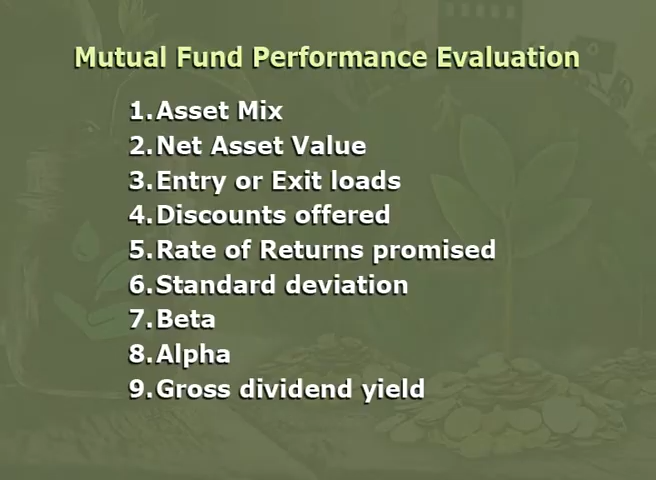 Mutual Fund Performance Evaluation
1. Asset Mix
2. Net Asset Value
3. Entry or Exit loads
4. Discounts offered
5. Rate of Returns promised
6. Standard deviation
7. Beta
8. Alpha
9. Gross dividend yield